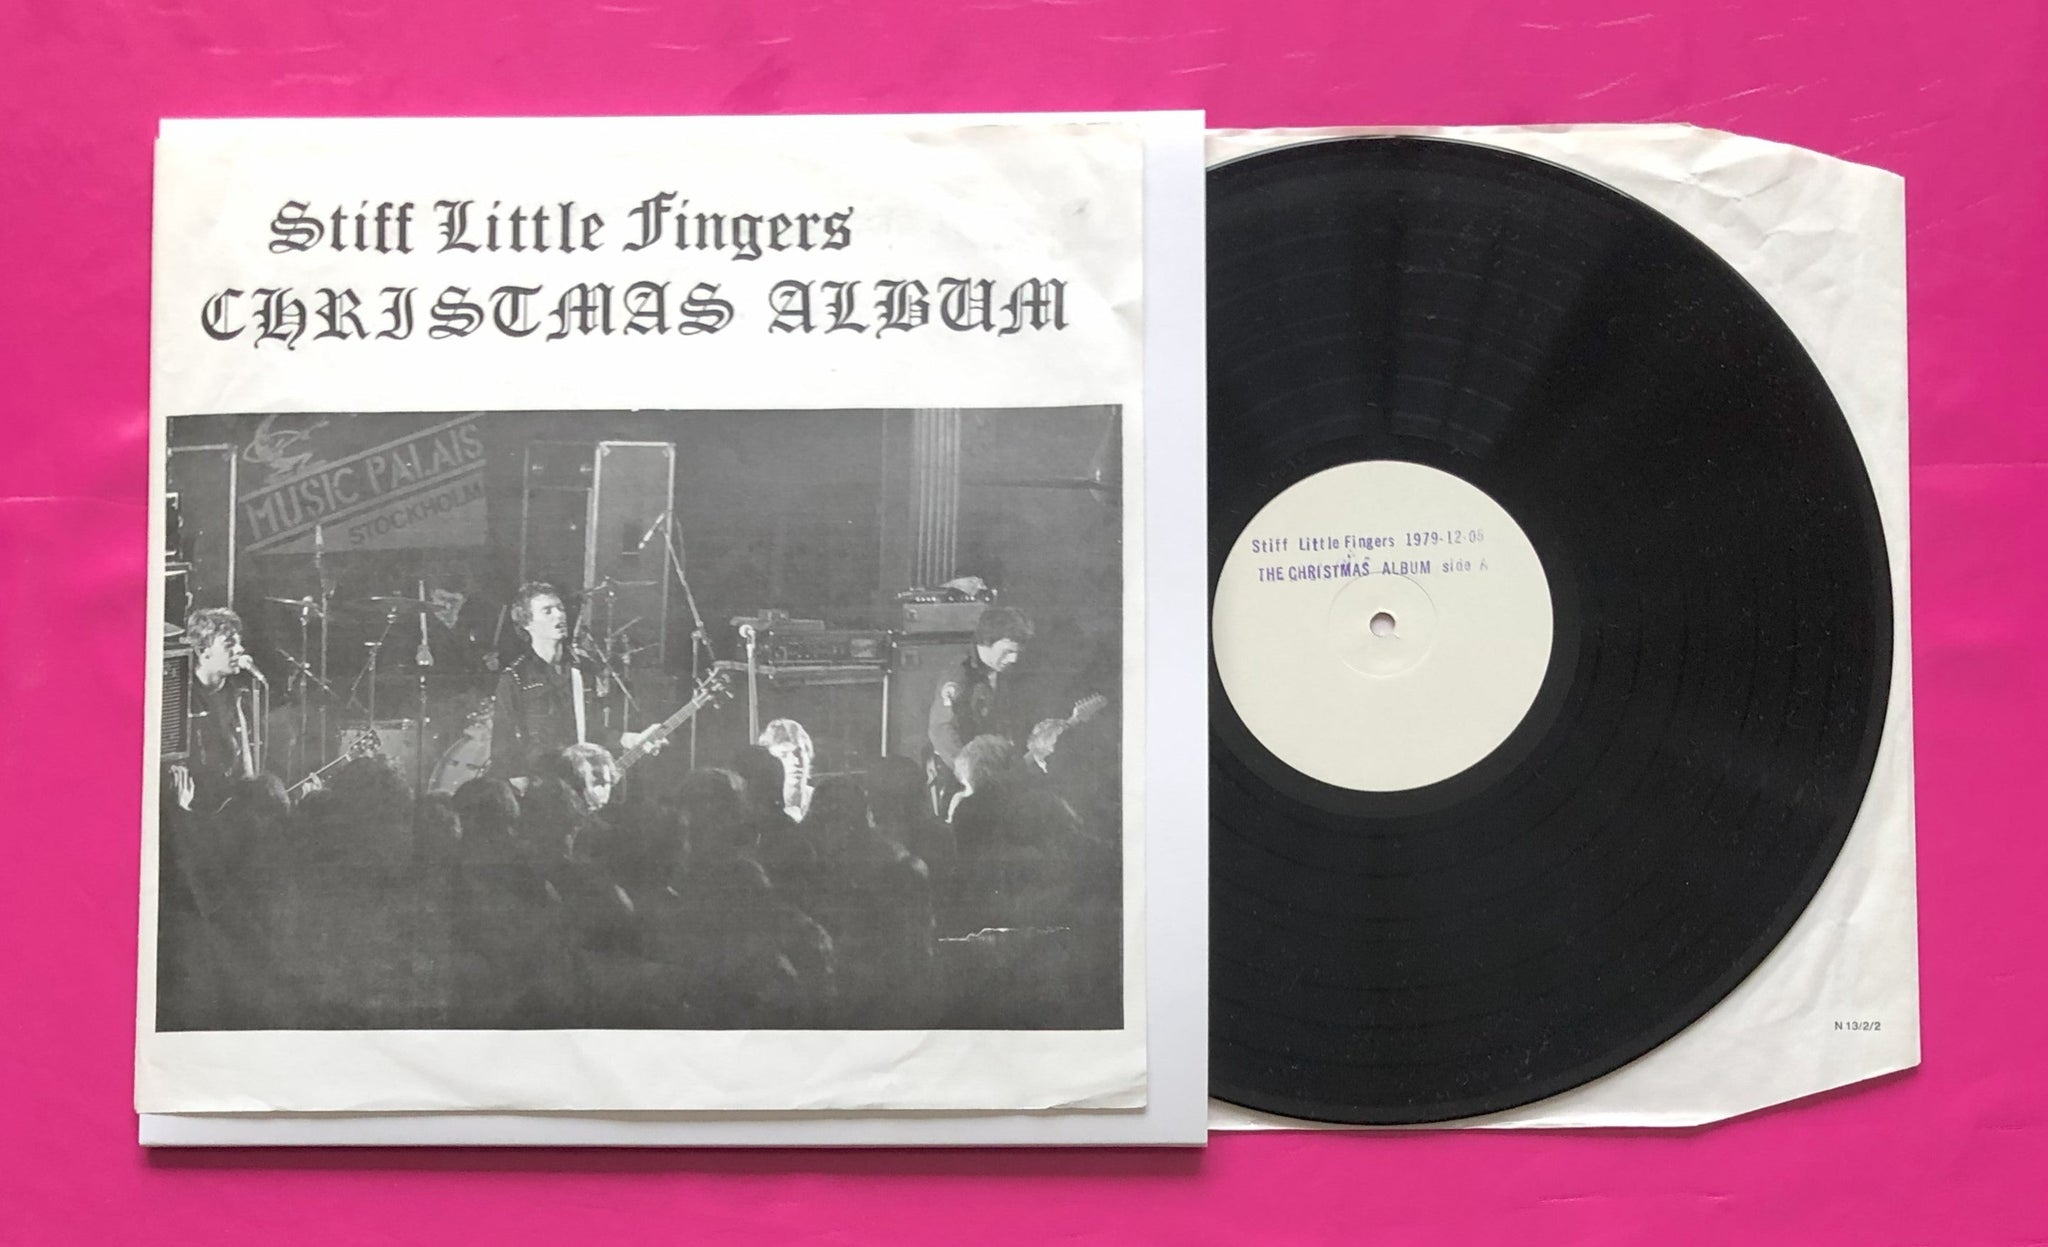 Stiff Little Fingers
CHRISTMAS ALBUM
MUSIC PALAIS
STOCKHOLM
Stiff Little Fingers 1979-12-05
THE CHRISTMAS ALBUM side A
N 13/2/2